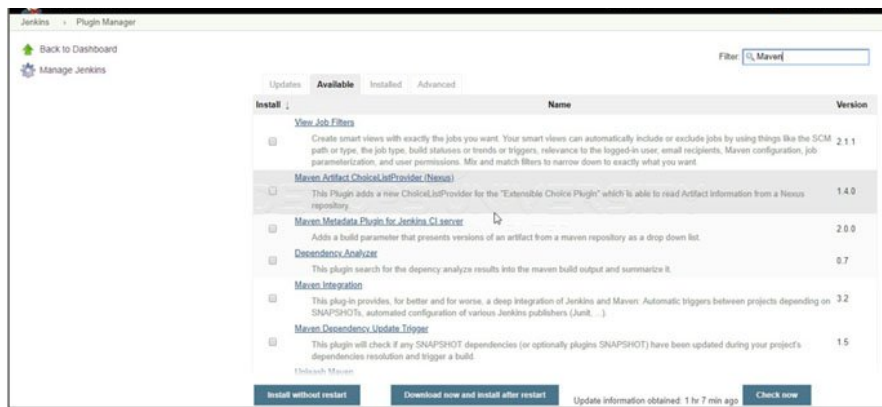 Jenkins › Plugin Manager
Back to Dashboard
Manage Jenkins
Filter: Maven
Updates Available Installed Advanced
Install ↓ Name Version
View Job Filters
Create smart views with exactly the jobs you want. Your smart views can automatically include or exclude jobs by using things like the SCM
path or type, the job type, build statuses or trends or triggers, relevance to the logged-in user, email recipients, Maven configuration, job
parameterization, and user permissions. Mix and match filters to narrow down to exactly what you want.
2.1.1
Maven Artifact ChoiceListProvider (Nexus)
This Plugin adds a new ChoiceListProvider for the "Extensible Choice Plugin" which is able to read Artifact information from a Nexus
repository.
1.4.0
Maven Metadata Plugin for Jenkins CI server
Adds a build parameter that presents versions of an artifact from a maven repository as a drop down list.
2.0.0
Dependency Analyzer
This plugin search for the depency analyze results into the maven build output and summarize it.
0.7
Maven Integration
This plug-in provides, for better and for worse, a deep integration of Jenkins and Maven: Automatic triggers between projects depending on
SNAPSHOTs, automated configuration of various Jenkins publishers (Junit, ...).
3.2
Maven Dependency Update Trigger
This plugin will check if any SNAPSHOT dependencies (or optionally plugins SNAPSHOT) have been updated during your project's
dependencies resolution and trigger a build.
1.5
Unleash Maven
Install without restart Download now and install after restart Update information obtained: 1 hr 7 min ago Check now